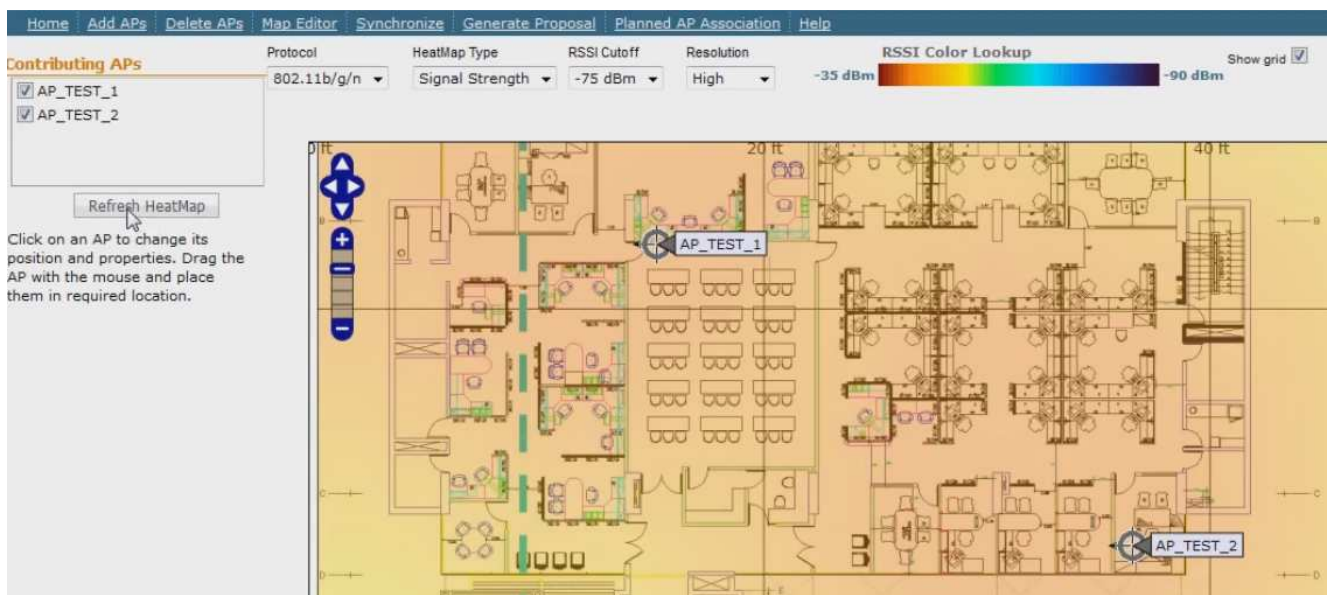 Home Add APs Delete APs Map Editor Synchronize Generate Proposal Planned AP Association Help
Contributing APs
AP_TEST_1
AP_TEST_2
Refresh HeatMap
Click on an AP to change its
position and properties. Drag the
AP with the mouse and place
them in required location.
Protocol HeatMap Type RSSI Cutoff Resolution
802.11b/g/n Signal Strength -75 dBm High
RSSI Color Lookup
-35 dBm -90 dBm
Show grid
0 ft 20 ft 40 ft
B
AP_TEST_1
C C
AP_TEST_2
D D
E